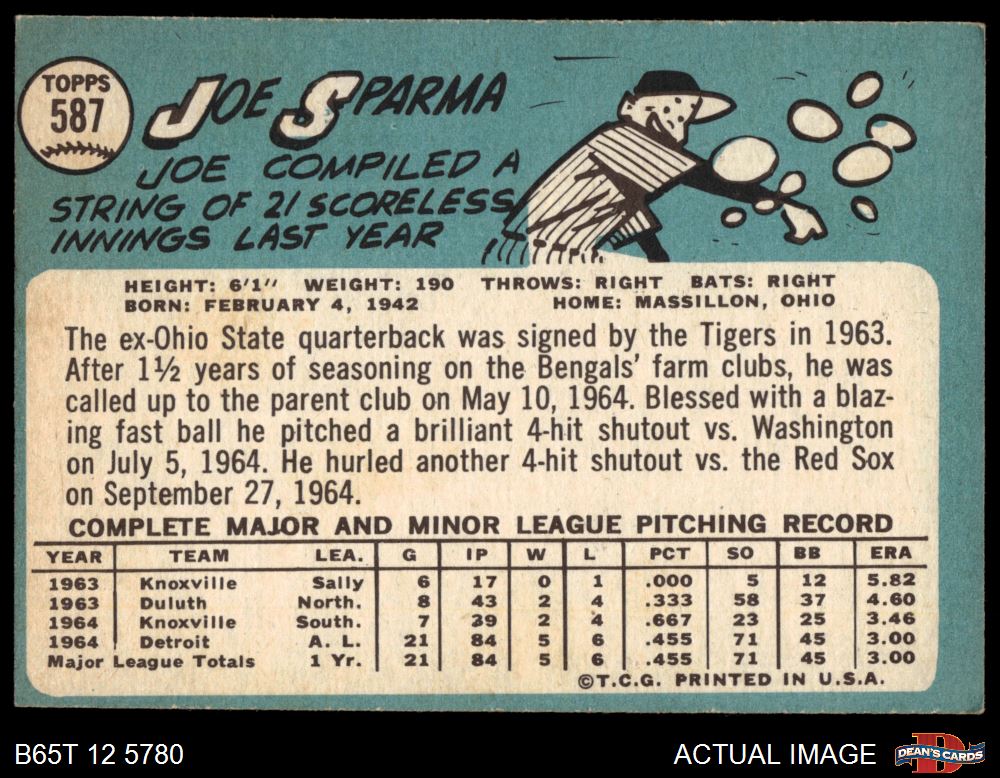 TOPPS
587
JOE SPARMA
JOE COMPILED A
STRING OF 21 SCORELESS
INNINGS LAST YEAR
HEIGHT: 6'1" WEIGHT: 190 THROWS: RIGHT BATS: RIGHT
BORN: FEBRUARY 4, 1942 HOME: MASSILLON, OHIO
The ex-Ohio State quarterback was signed by the Tigers in 1963.
After 1½ years of seasoning on the Bengals' farm clubs, he was
called up to the parent club on May 10, 1964. Blessed with a blaz-
ing fast ball he pitched a brilliant 4-hit shutout vs. Washington
on July 5, 1964. He hurled another 4-hit shutout vs. the Red Sox
on September 27, 1964.
COMPLETE MAJOR AND MINOR LEAGUE PITCHING RECORD
YEAR TEAM LEA. G IP W L PCT SO BB ERA
1963 Knoxville Sally 6 17 0 1 .000 5 12 5.82
1963 Duluth North. 8 43 2 4 .333 58 37 4.60
1964 Knoxville South. 7 39 2 4 .667 23 25 3.46
1964 Detroit A. L. 21 84 5 6 .455 71 45 3.00
Major League Totals 1 Yr. 21 84 5 6 .455 71 45 3.00
©T.C.G. PRINTED IN U.S.A.
B65T 12 5780 ACTUAL IMAGE DEAN'S CARDS